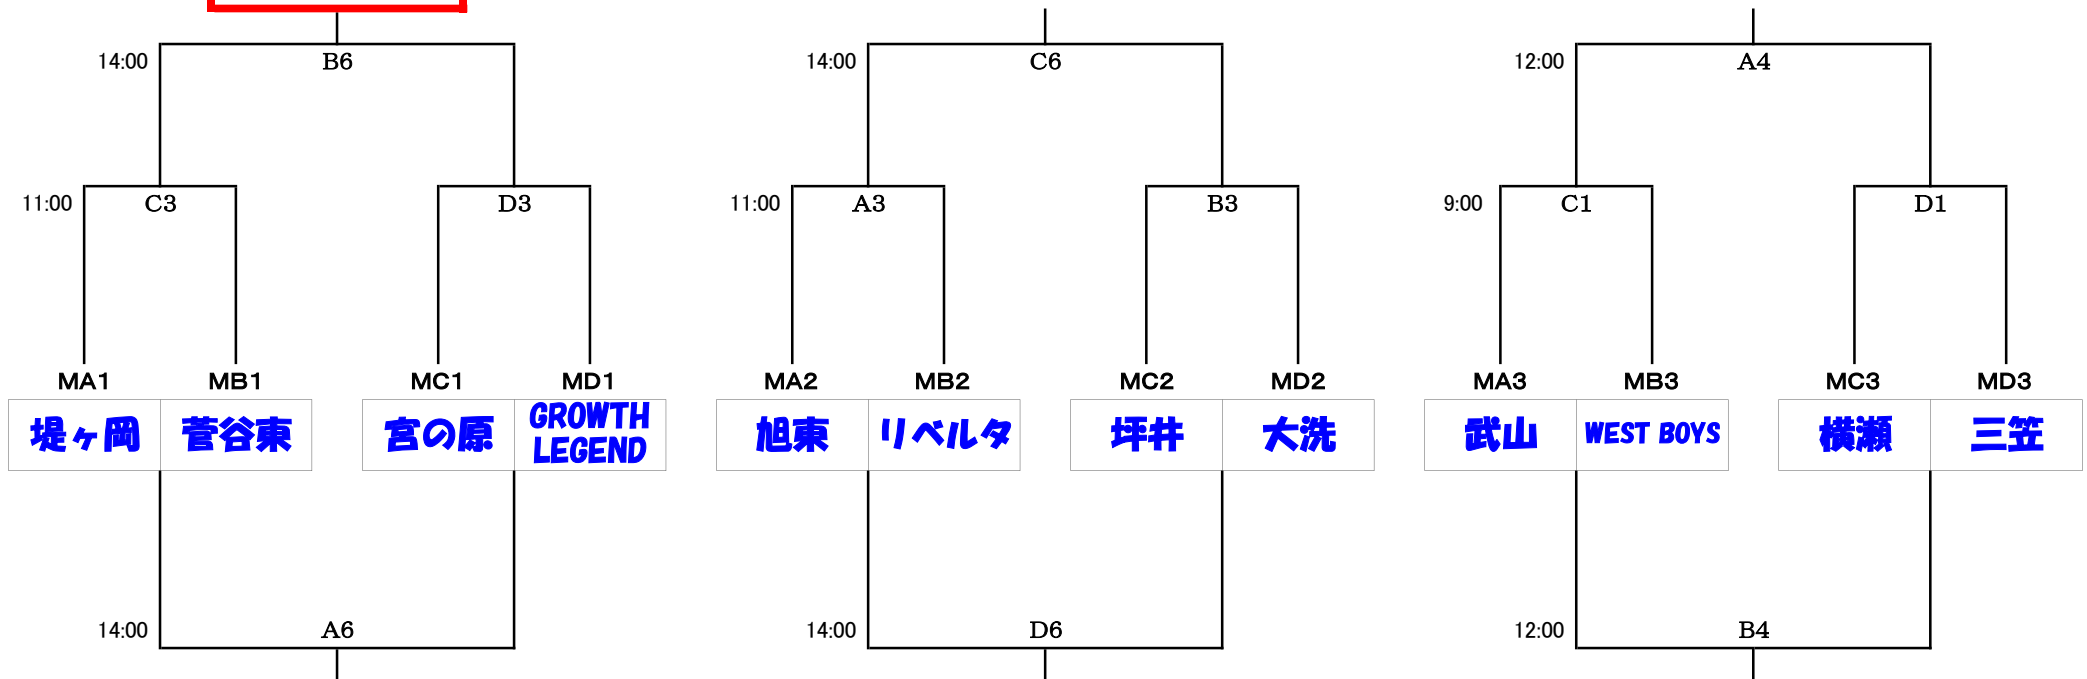 14:00 B6 14:00 C6 12:00 A4
11:00 C3 D3 11:00 A3 B3 9:00 C1 D1
MA1 MB1 MC1 MD1 MA2 MB2 MC2 MD2 MA3 MB3 MC3 MD3
堤ヶ岡 菅谷東 宮の原 GROWTH LEGEND 旭東 リベルタ 坪井 大洗 武山 WEST BOYS 横瀬 三笠
14:00 A6 14:00 D6 12:00 B4